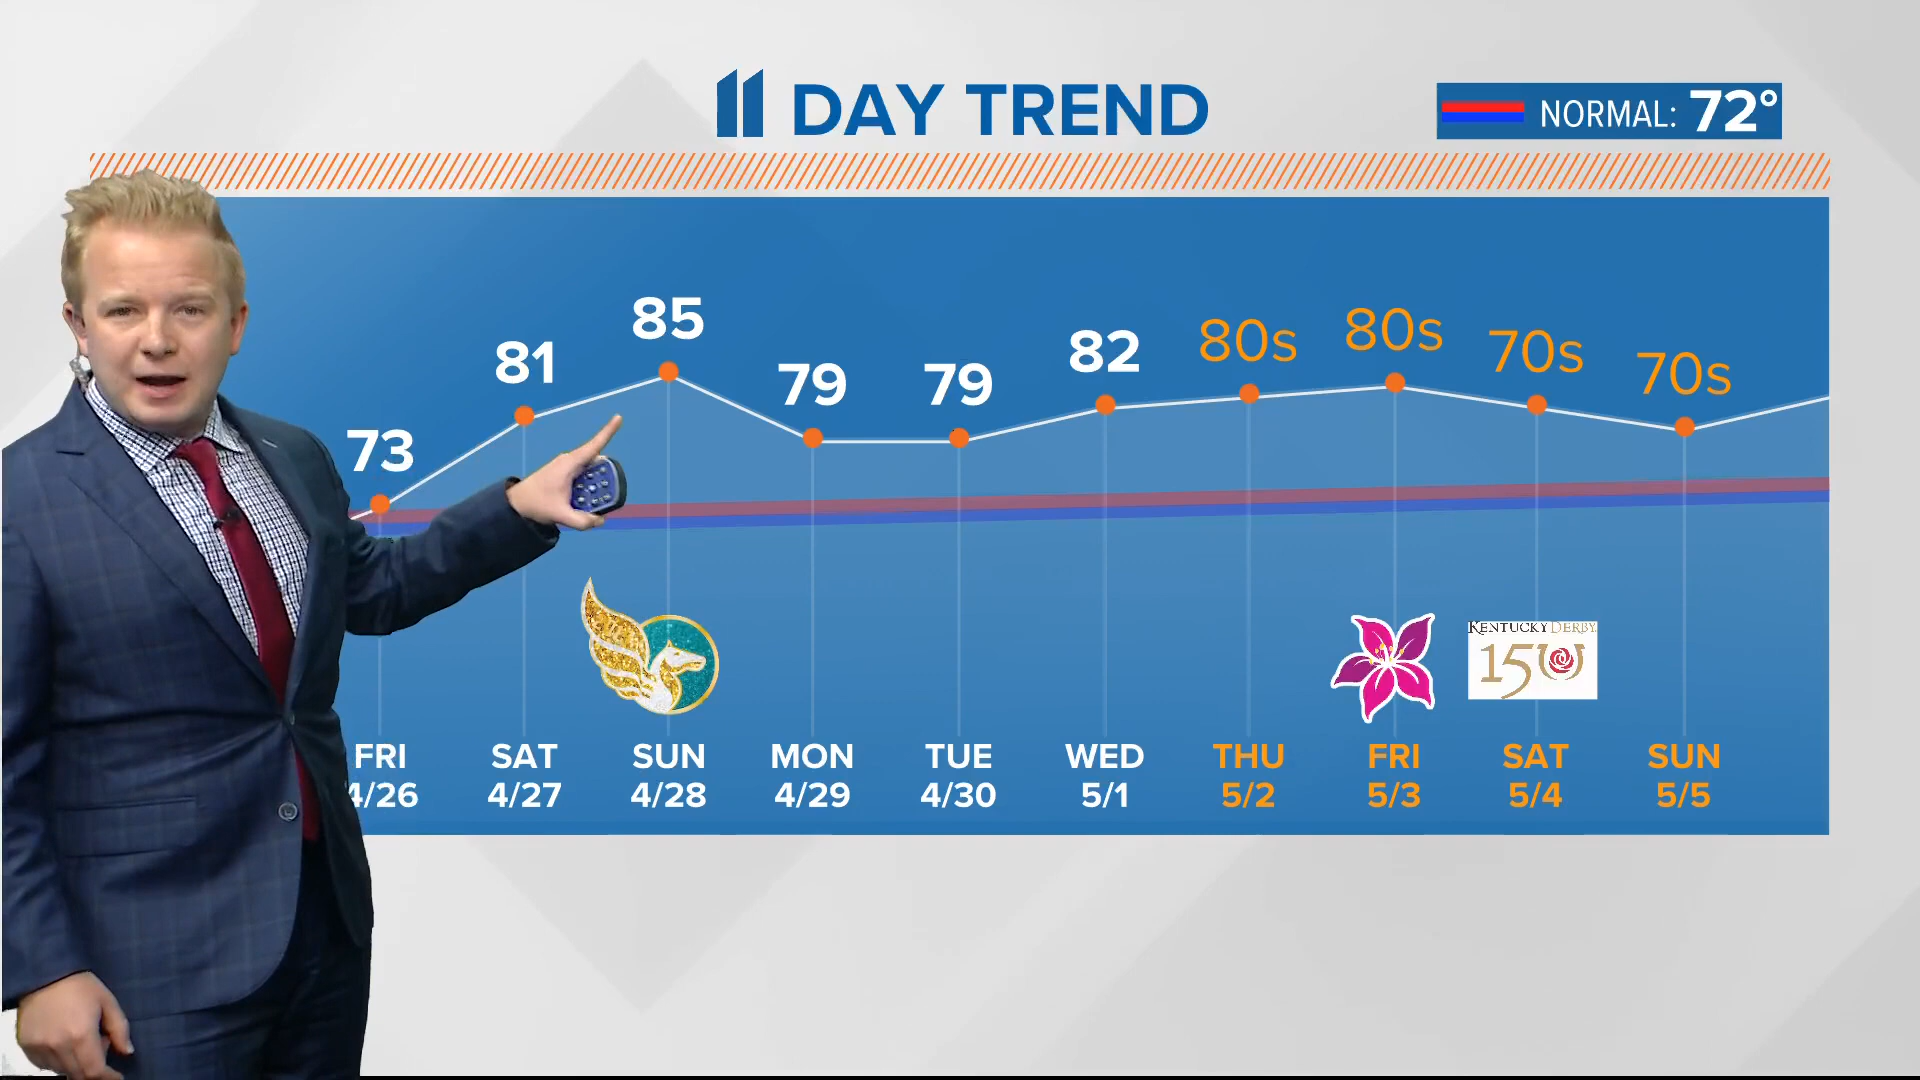 11 DAY TREND
NORMAL: 72°
73
81
85
79
79
82
80s
80s
70s
70s
KENTUCKY DERBY
150
FRI
SAT
SUN
MON
TUE
WED
THU
FRI
SAT
SUN
4/26
4/27
4/28
4/29
4/30
5/1
5/2
5/3
5/4
5/5